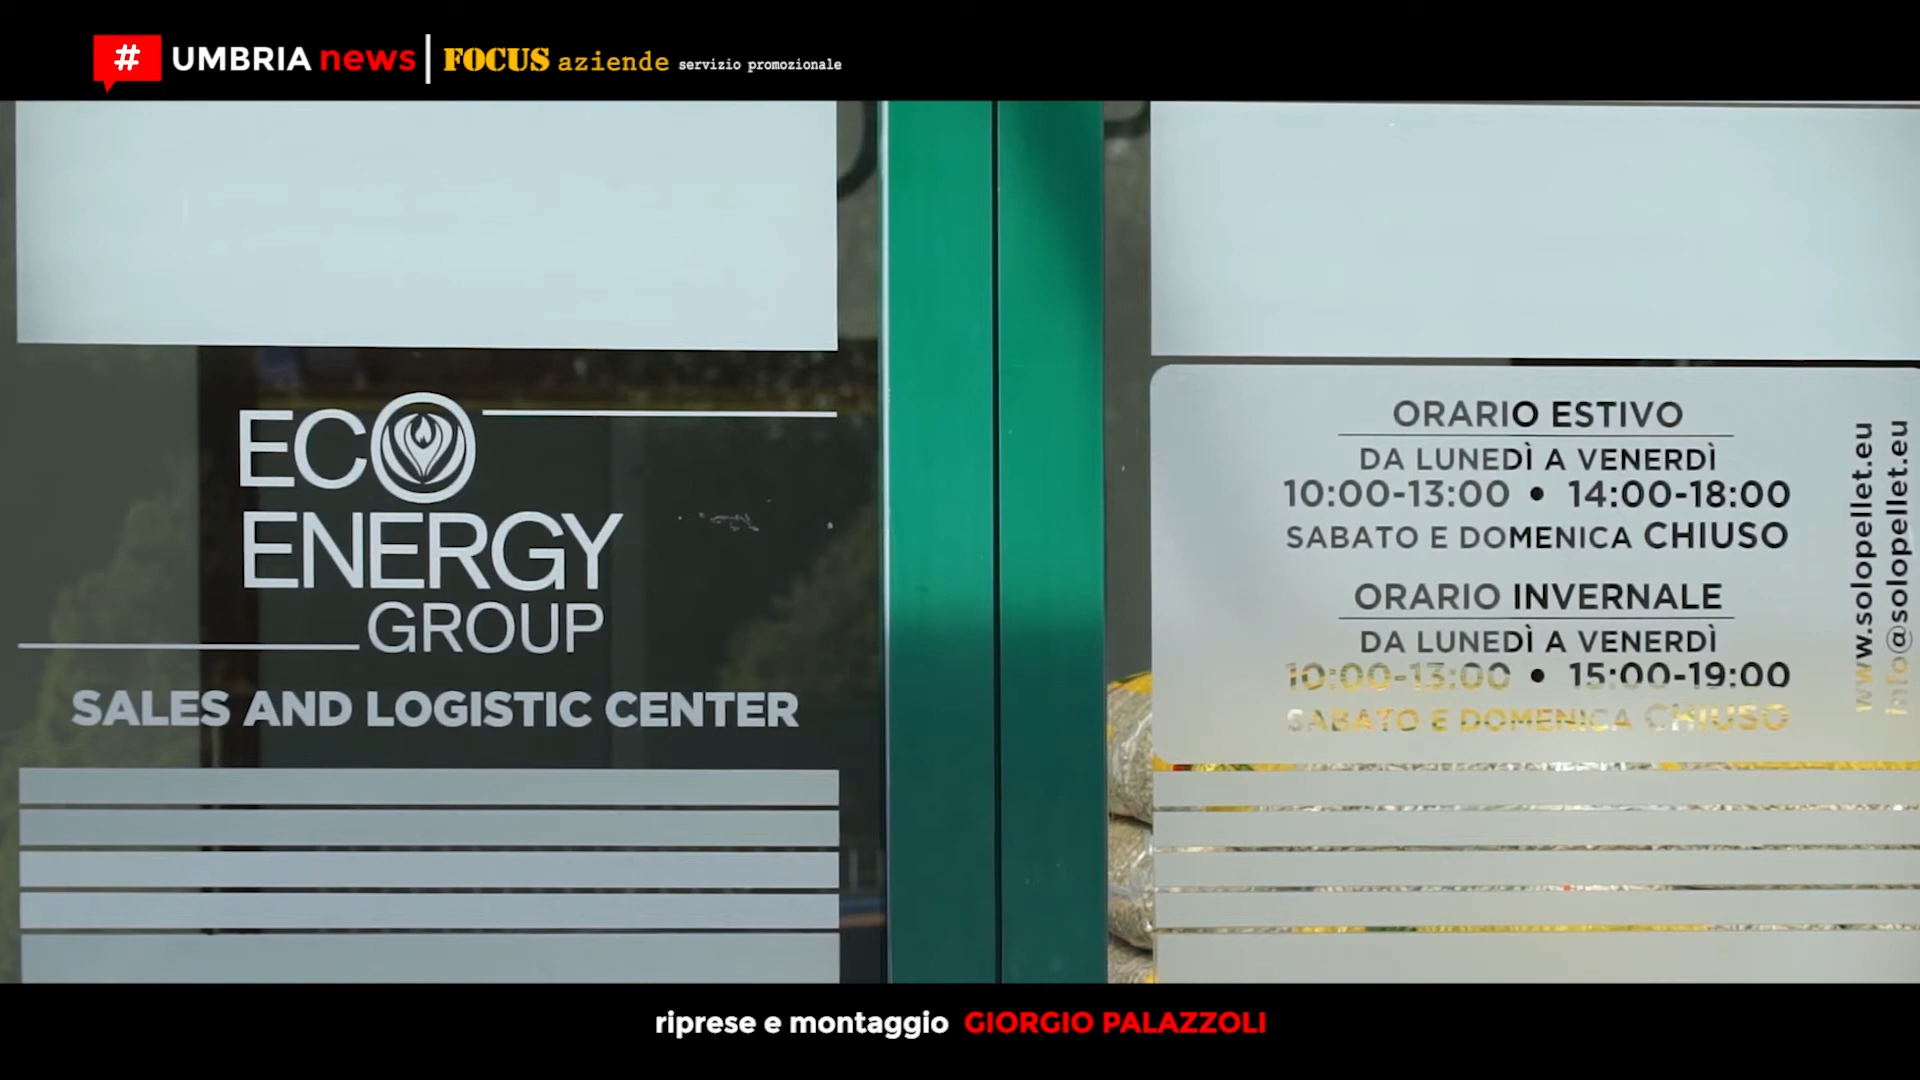 # UMBRIA news FOCUS aziende servizio promozionale
ECO
ENERGY
GROUP
SALES AND LOGISTIC CENTER
ORARIO ESTIVO
DA LUNEDÌ A VENERDÌ
10:00-13:00 • 14:00-18:00
SABATO E DOMENICA CHIUSO
ORARIO INVERNALE
DA LUNEDÌ A VENERDÌ
10:00-13:00 • 15:00-19:00
SABATO E DOMENICA CHIUSO
www.solopellet.eu
info@solopellet.eu
riprese e montaggio GIORGIO PALAZZOLI